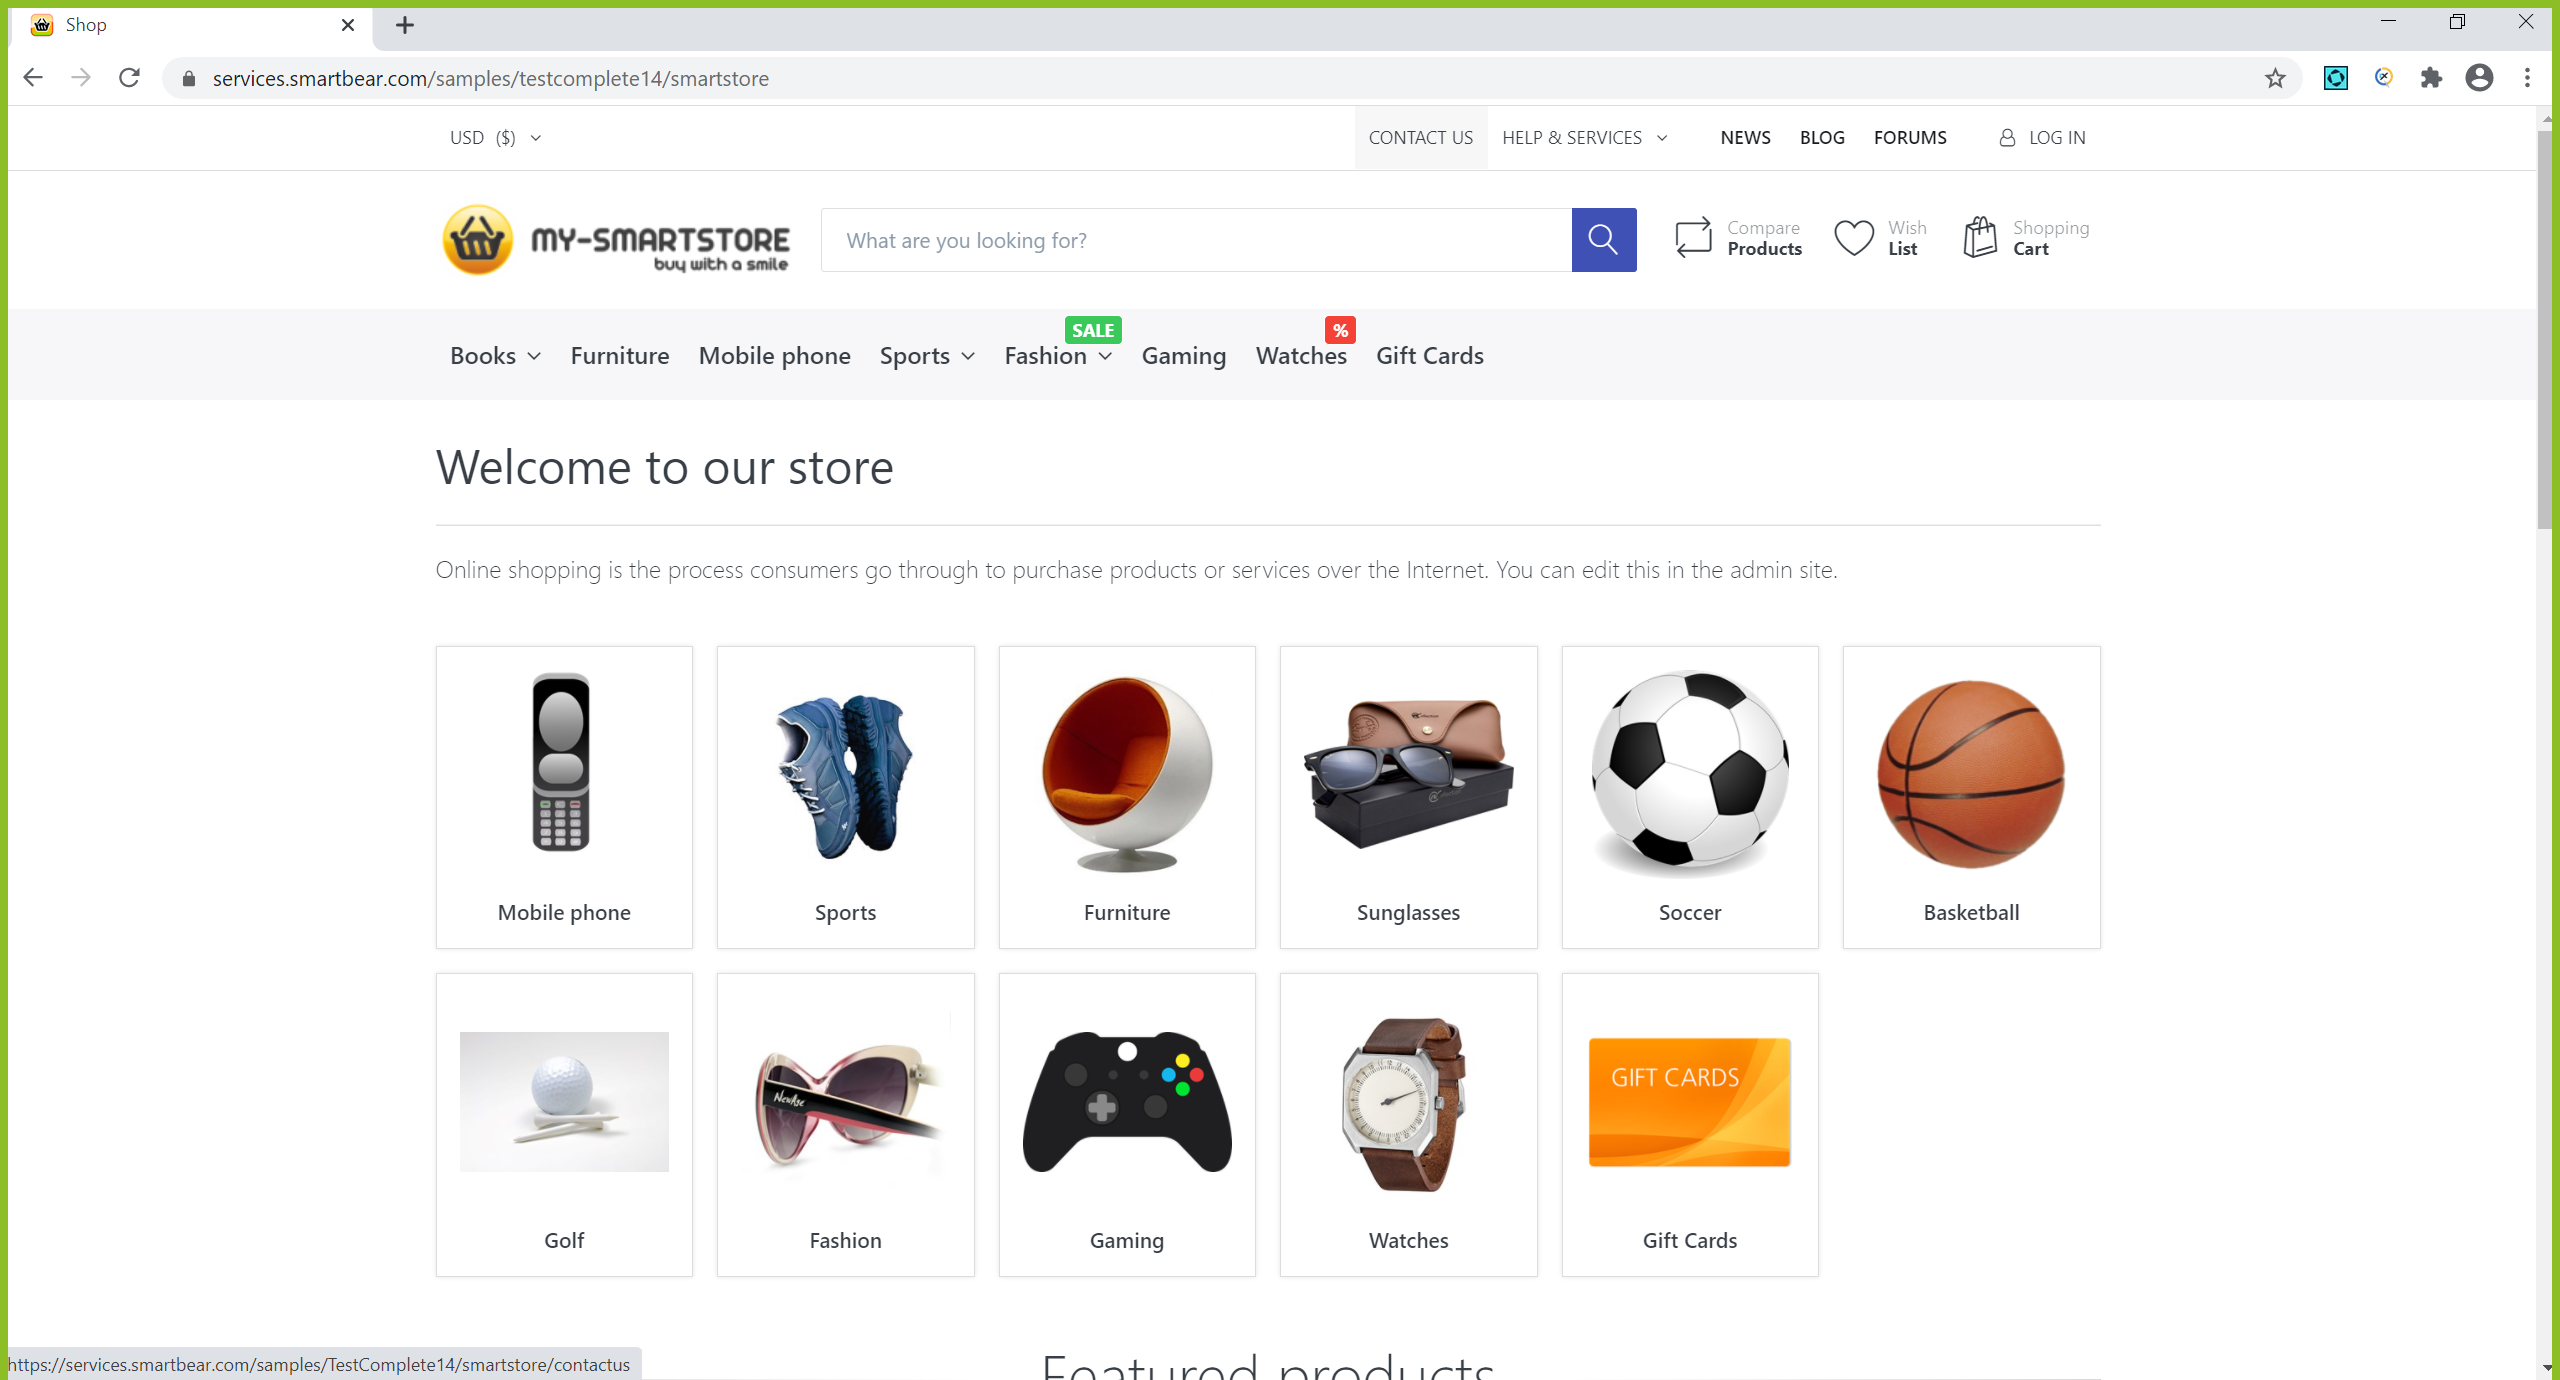 Shop
services.smartbear.com/samples/testcomplete14/smartstore
USD ($) CONTACT US HELP & SERVICES NEWS BLOG FORUMS LOG IN
MY-SMARTSTORE
buy with a smile
What are you looking for?
Compare
Products
Wish
List
Shopping
Cart
SALE %
Books Furniture Mobile phone Sports Fashion Gaming Watches Gift Cards
Welcome to our store
Online shopping is the process consumers go through to purchase products or services over the Internet. You can edit this in the admin site.
Mobile phone Sports Furniture Sunglasses Soccer Basketball
NewAge
GIFT CARDS
Golf Fashion Gaming Watches Gift Cards
Featured products
https://services.smartbear.com/samples/TestComplete14/smartstore/contactus